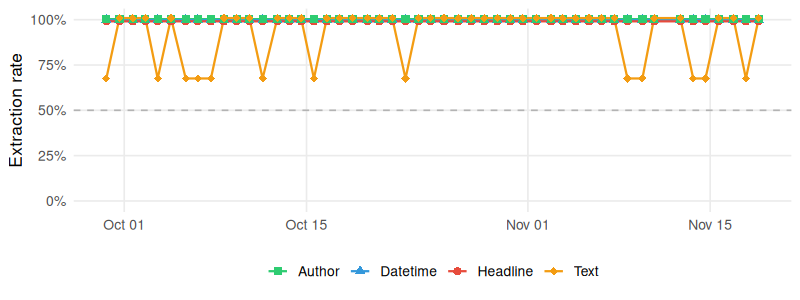 Extraction rate
100%
75%
50%
25%
0%
Oct 01 Oct 15 Nov 01 Nov 15
Author Datetime Headline Text